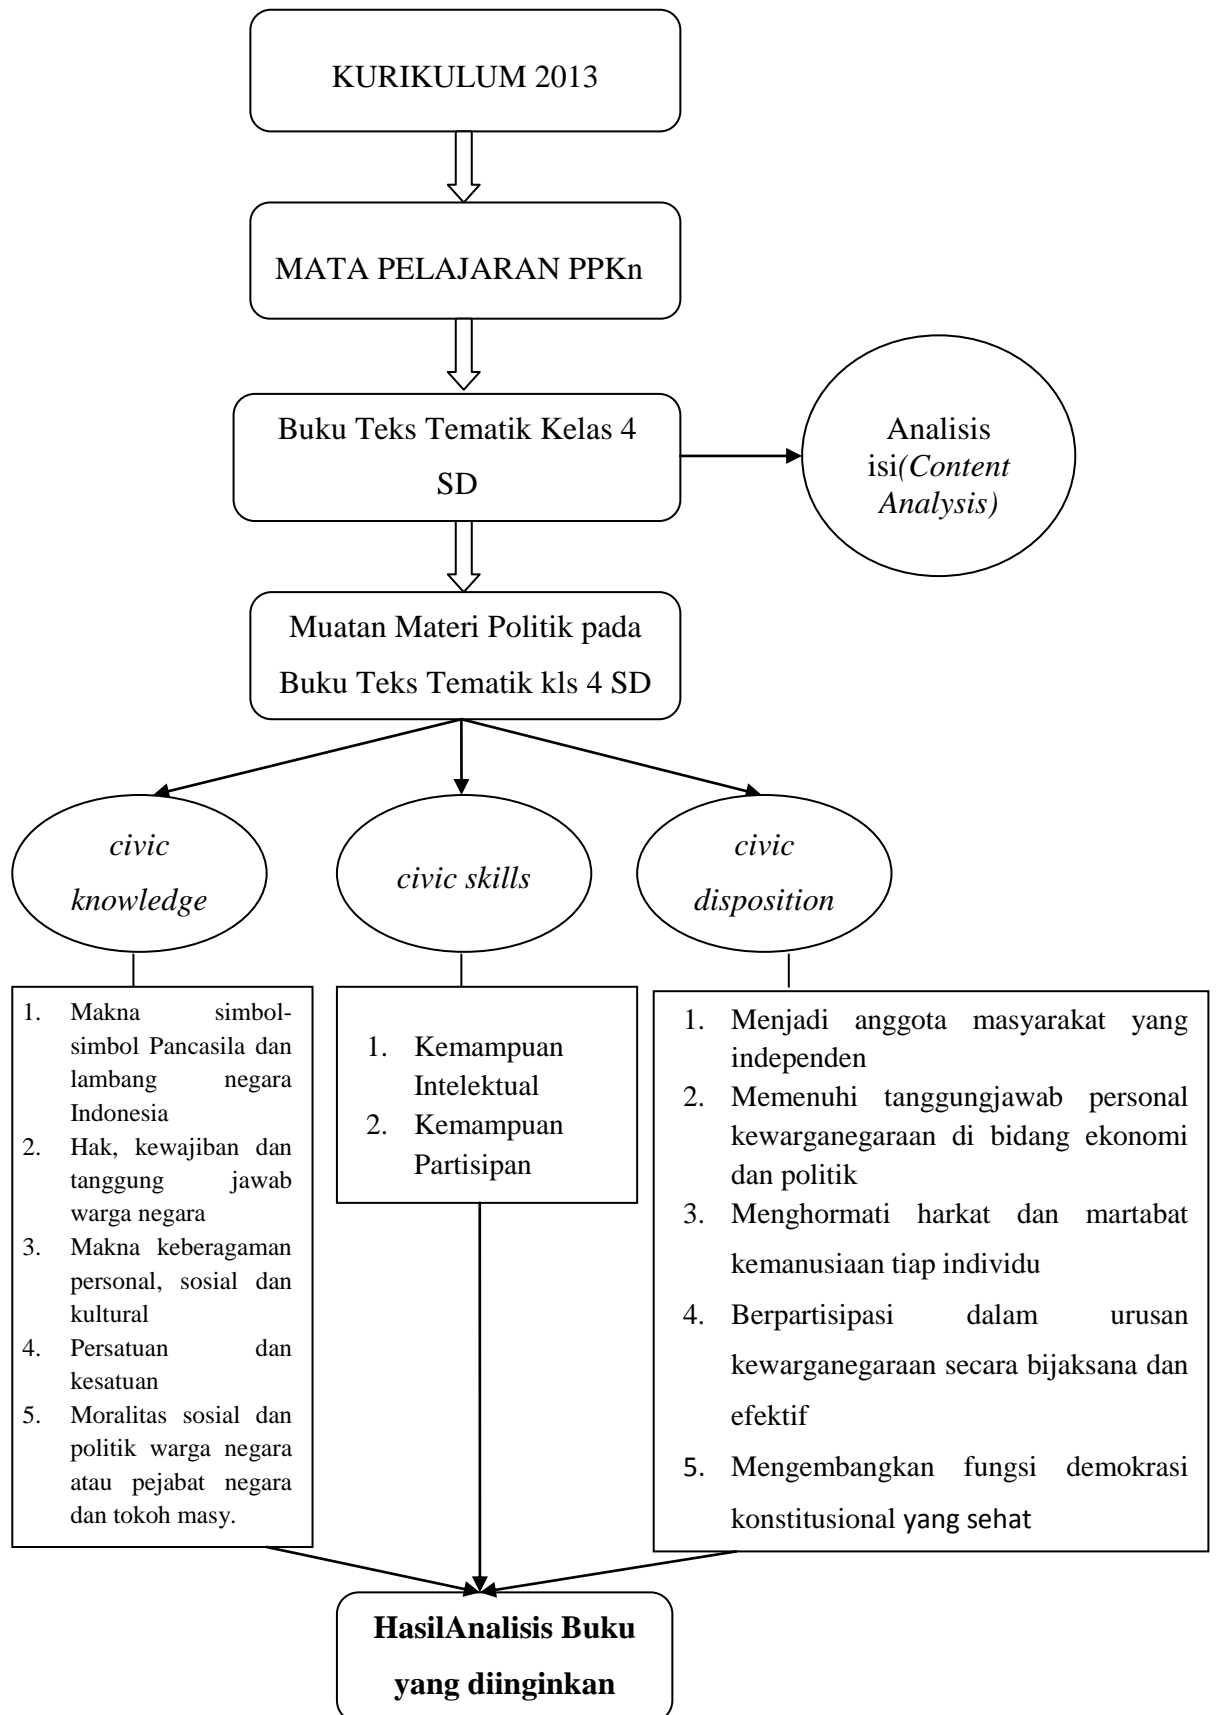 KURIKULUM 2013
MATA PELAJARAN PPKn
Buku Teks Tematik Kelas 4
SD
Analisis
isi(Content
Analysis)
Muatan Materi Politik pada
Buku Teks Tematik kls 4 SD
civic
knowledge
civic skills
civic
disposition
1. Makna simbol-
simbol Pancasila dan
lambang negara
Indonesia
2. Hak, kewajiban dan
tanggung jawab
warga negara
3. Makna keberagaman
personal, sosial dan
kultural
4. Persatuan dan
kesatuan
5. Moralitas sosial dan
politik warga negara
atau pejabat negara
dan tokoh masy.
1. Kemampuan
Intelektual
2. Kemampuan
Partisipan
1. Menjadi anggota masyarakat yang
independen
2. Memenuhi tanggungjawab personal
kewarganegaraan di bidang ekonomi
dan politik
3. Menghormati harkat dan martabat
kemanusiaan tiap individu
4. Berpartisipasi dalam urusan
kewarganegaraan secara bijaksana dan
efektif
5. Mengembangkan fungsi demokrasi
konstitusional yang sehat
HasilAnalisis Buku
yang diinginkan